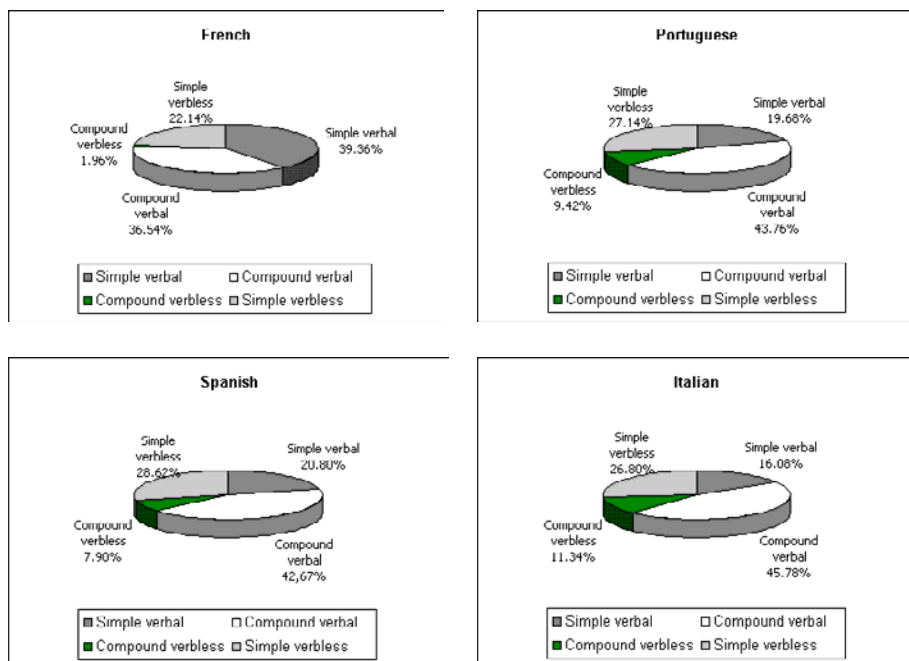 French
Simple
verbless
22.14%
Simple verbal
39.36%
Compound
verbless
1.96%
Compound
verbal
36.54%
Simple verbal
Compound verbal
Compound verbless
Simple verbless
Portuguese
Simple
verbless
27.14%
Simple verbal
19.68%
Compound
verbless
9.42%
Compound
verbal
43.76%
Simple verbal
Compound verbal
Compound verbless
Simple verbless
Spanish
Simple
verbless
28.62%
Simple verbal
20.80%
Compound
verbless
7.90%
Compound
verbal
42,67%
Simple verbal
Compound verbal
Compound verbless
Simple verbless
Italian
Simple
verbless
26.80%
Simple verbal
16.08%
Compound
verbless
11.34%
Compound
verbal
45.78%
Simple verbal
Compound verbal
Compound verbless
Simple verbless